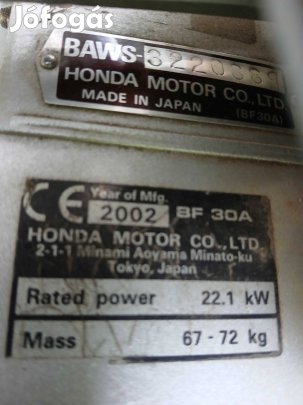 Jófogás
BAWS-
HONDA MOTOR CO., LTD.
MADE IN JAPAN (BF30A)
CE Year of Mfg.
2002 BF 30A
HONDA MOTOR CO., LTD.
2-1-1 Minami Aoyama Minato-ku
Tokyo, Japan
Rated power 22.1 kW
Mass 67 - 72 kg